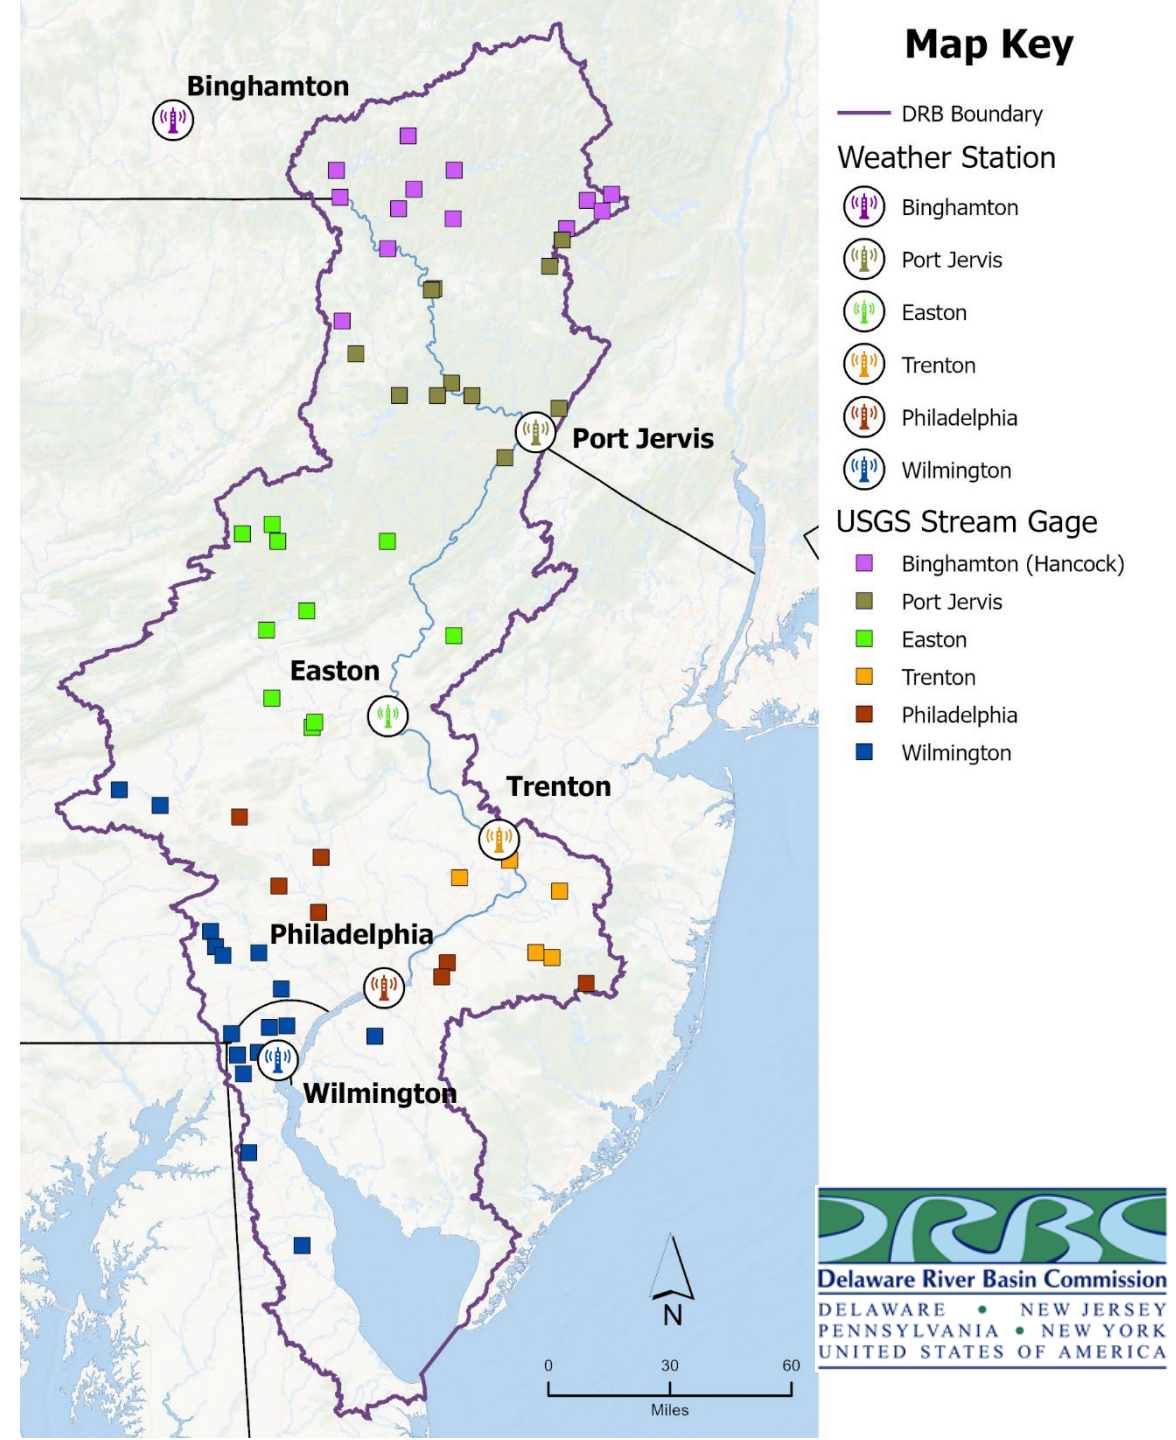 Binghamton
Port Jervis
Easton
Trenton
Philadelphia
Wilmington
N
0 30 60
Miles
Map Key
DRB Boundary
Weather Station
Binghamton
Port Jervis
Easton
Trenton
Philadelphia
Wilmington
USGS Stream Gage
Binghamton (Hancock)
Port Jervis
Easton
Trenton
Philadelphia
Wilmington
DRBC
Delaware River Basin Commission
DELAWARE • NEW JERSEY
PENNSYLVANIA • NEW YORK
UNITED STATES OF AMERICA